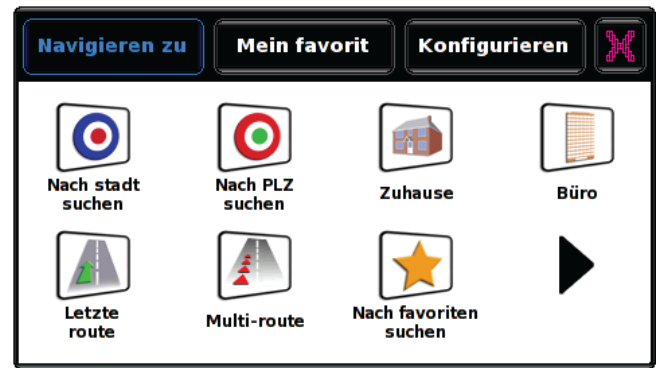 Navigieren zu
Mein favorit
Konfigurieren
Nach stadt
suchen
Nach PLZ
suchen
Zuhause
Büro
Letzte
route
Multi-route
Nach favoriten
suchen